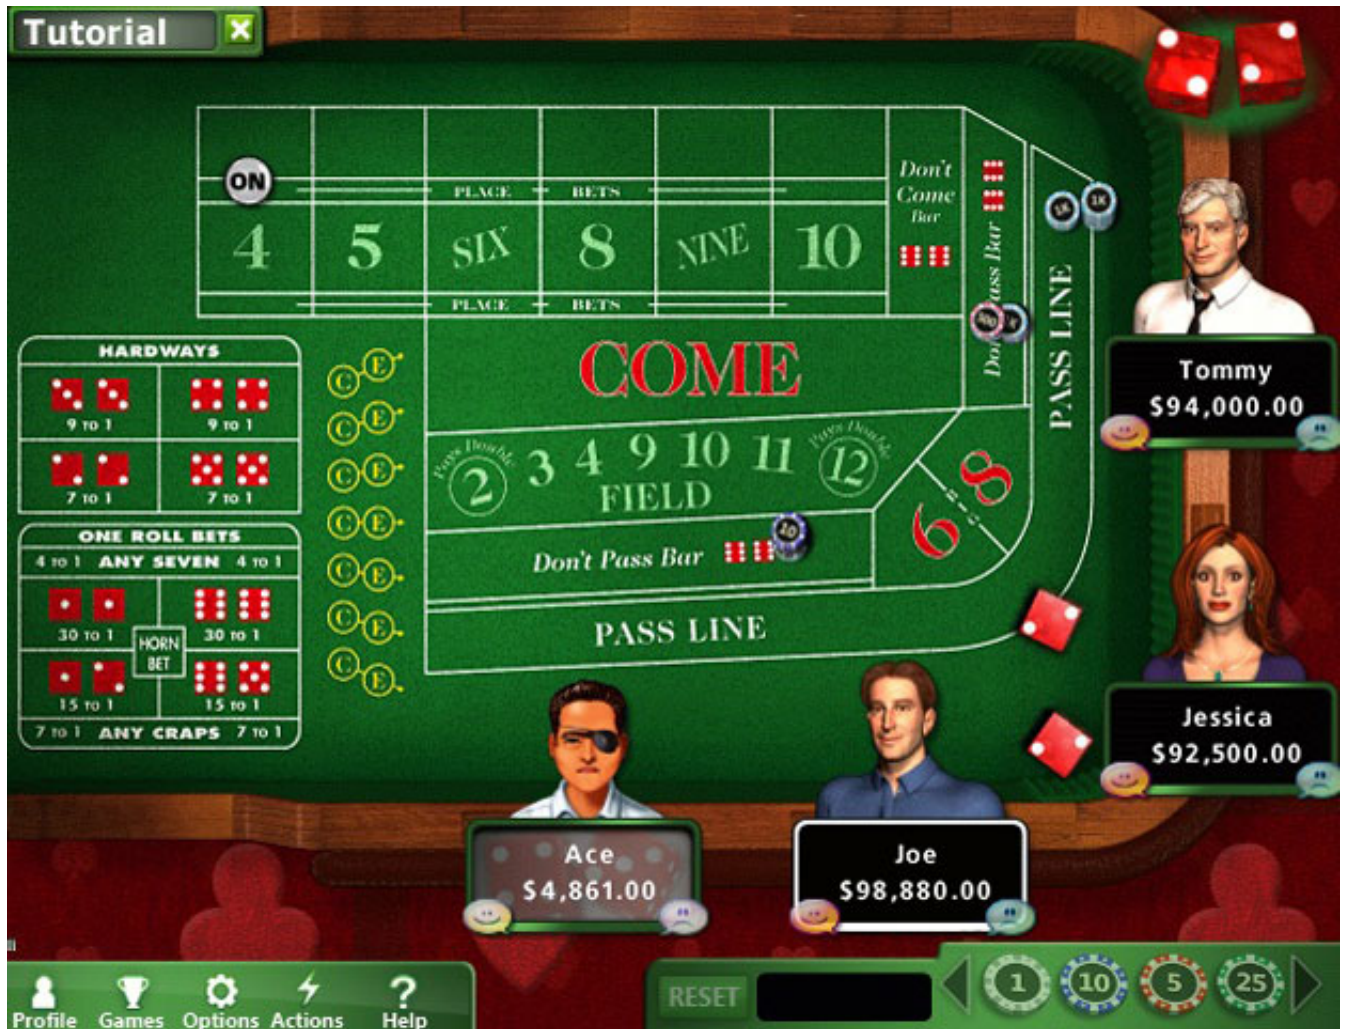 Tutorial
ON
PLACE BETS
4 5 SIX 8 NINE 10
PLACE BETS
Don't
Come
Bar
Don't Pass Bar
1K 1K
500
PASS LINE
COME
HARDWAYS
9 TO 1 9 TO 1
7 TO 1 7 TO 1
ONE ROLL BETS
4 TO 1 ANY SEVEN 4 TO 1
30 TO 1 30 TO 1
HORN
BET
15 TO 1 15 TO 1
7 TO 1 ANY CRAPS 7 TO 1
C E
C E
C E
C E
C E
C E
C E
Pays Double
2 3 4 9 10 11 12
Pays Double
FIELD
6 BIG 8
Don't Pass Bar
10
PASS LINE
Tommy
$94,000.00
Jessica
$92,500.00
Ace
$4,861.00
Joe
$98,880.00
Profile Games Options Actions Help
RESET
1 10 5 25